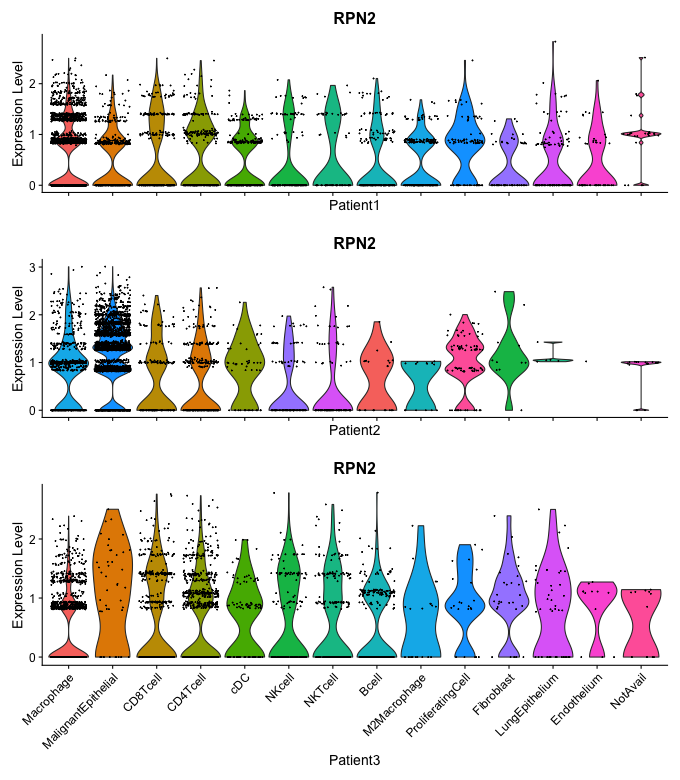 RPN2
Expression Level
2
1
0
Patient1
RPN2
Expression Level
3
2
1
0
Patient2
RPN2
Expression Level
2
1
0
Macrophage
MalignantEpithelial
CD8Tcell
CD4Tcell
cDC
NKcell
NKTcell
Bcell
M2Macrophage
ProliferatingCell
Fibroblast
LungEpithelium
Endothelium
NotAvail
Patient3